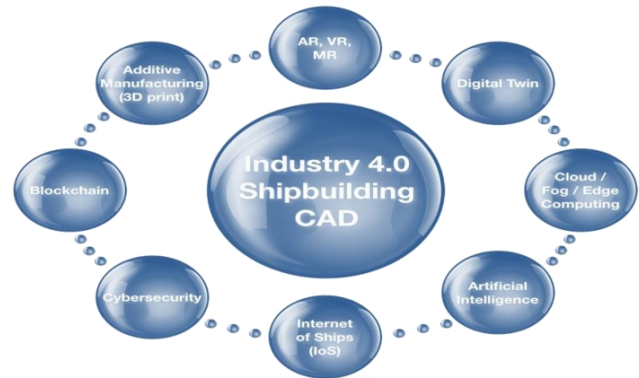 AR, VR,
MR
Additive
Manufacturing
(3D print)
Digital Twin
Industry 4.0
Shipbuilding
CAD
Blockchain
Cloud /
Fog / Edge
Computing
Cybersecurity
Artificial
Intelligence
Internet
of Ships
(IoS)